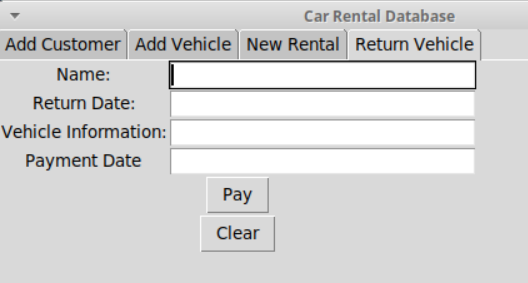 Car Rental Database
Add Customer Add Vehicle New Rental Return Vehicle
Name:
Return Date:
Vehicle Information:
Payment Date
Pay
Clear